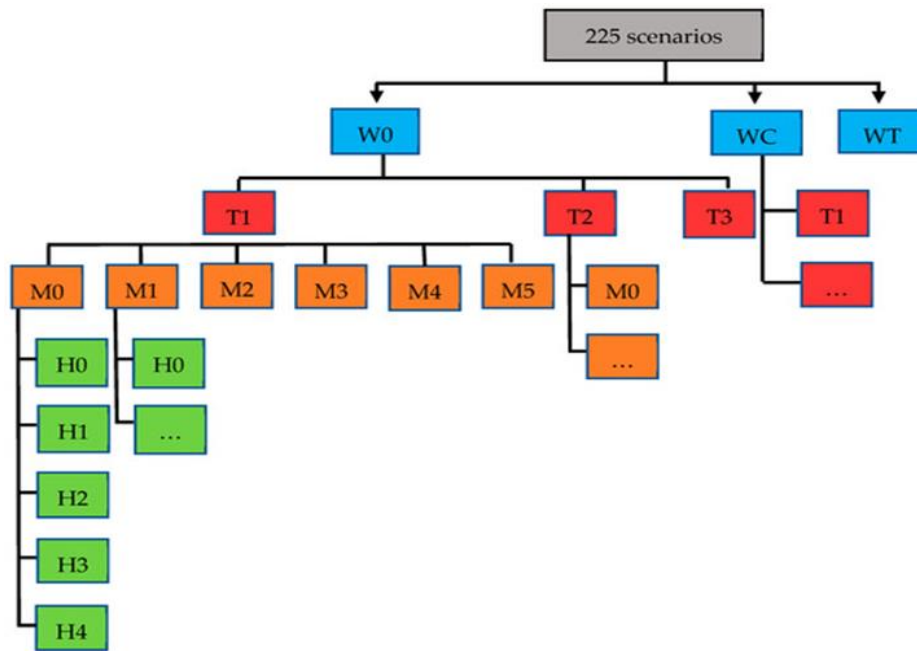 225 scenarios
W0 WC WT
T1 T2 T3 T1
M0 M1 M2 M3 M4 M5 M0 ...
H0 H0 ...
H1 ...
H2
H3
H4